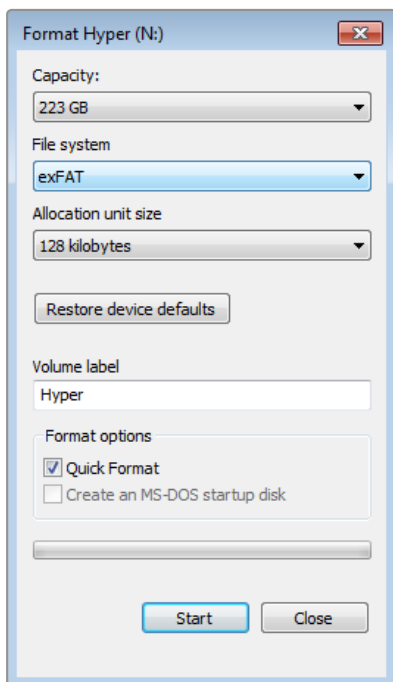 Format Hyper (N:)
Capacity:
223 GB
File system
exFAT
Allocation unit size
128 kilobytes
Restore device defaults
Volume label
Hyper
Format options
Quick Format
Create an MS-DOS startup disk
Start Close